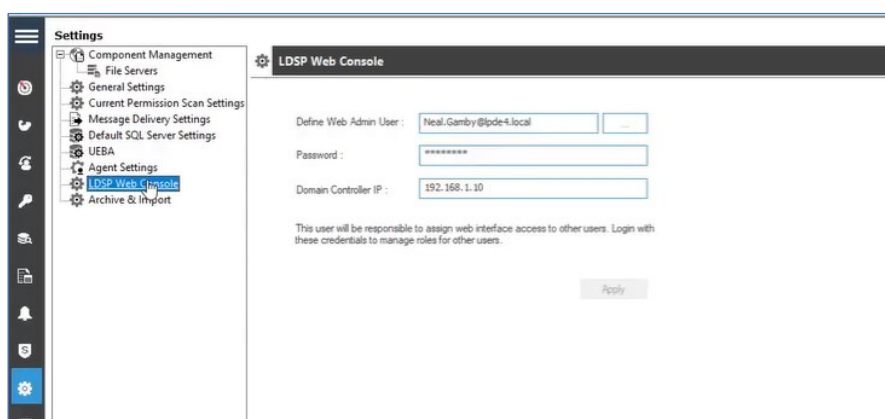 Settings
Component Management
File Servers
General Settings
Current Permission Scan Settings
Message Delivery Settings
Default SQL Server Settings
UEBA
Agent Settings
LDSP Web Console
Archive & Import
LDSP Web Console
Define Web Admin User :
Neal.Gamby@lpde4.local
...
Password :
********
Domain Controller IP :
192.168.1.10
This user will be responsible to assign web interface access to other users. Login with
these credentials to manage roles for other users.
Apply
S